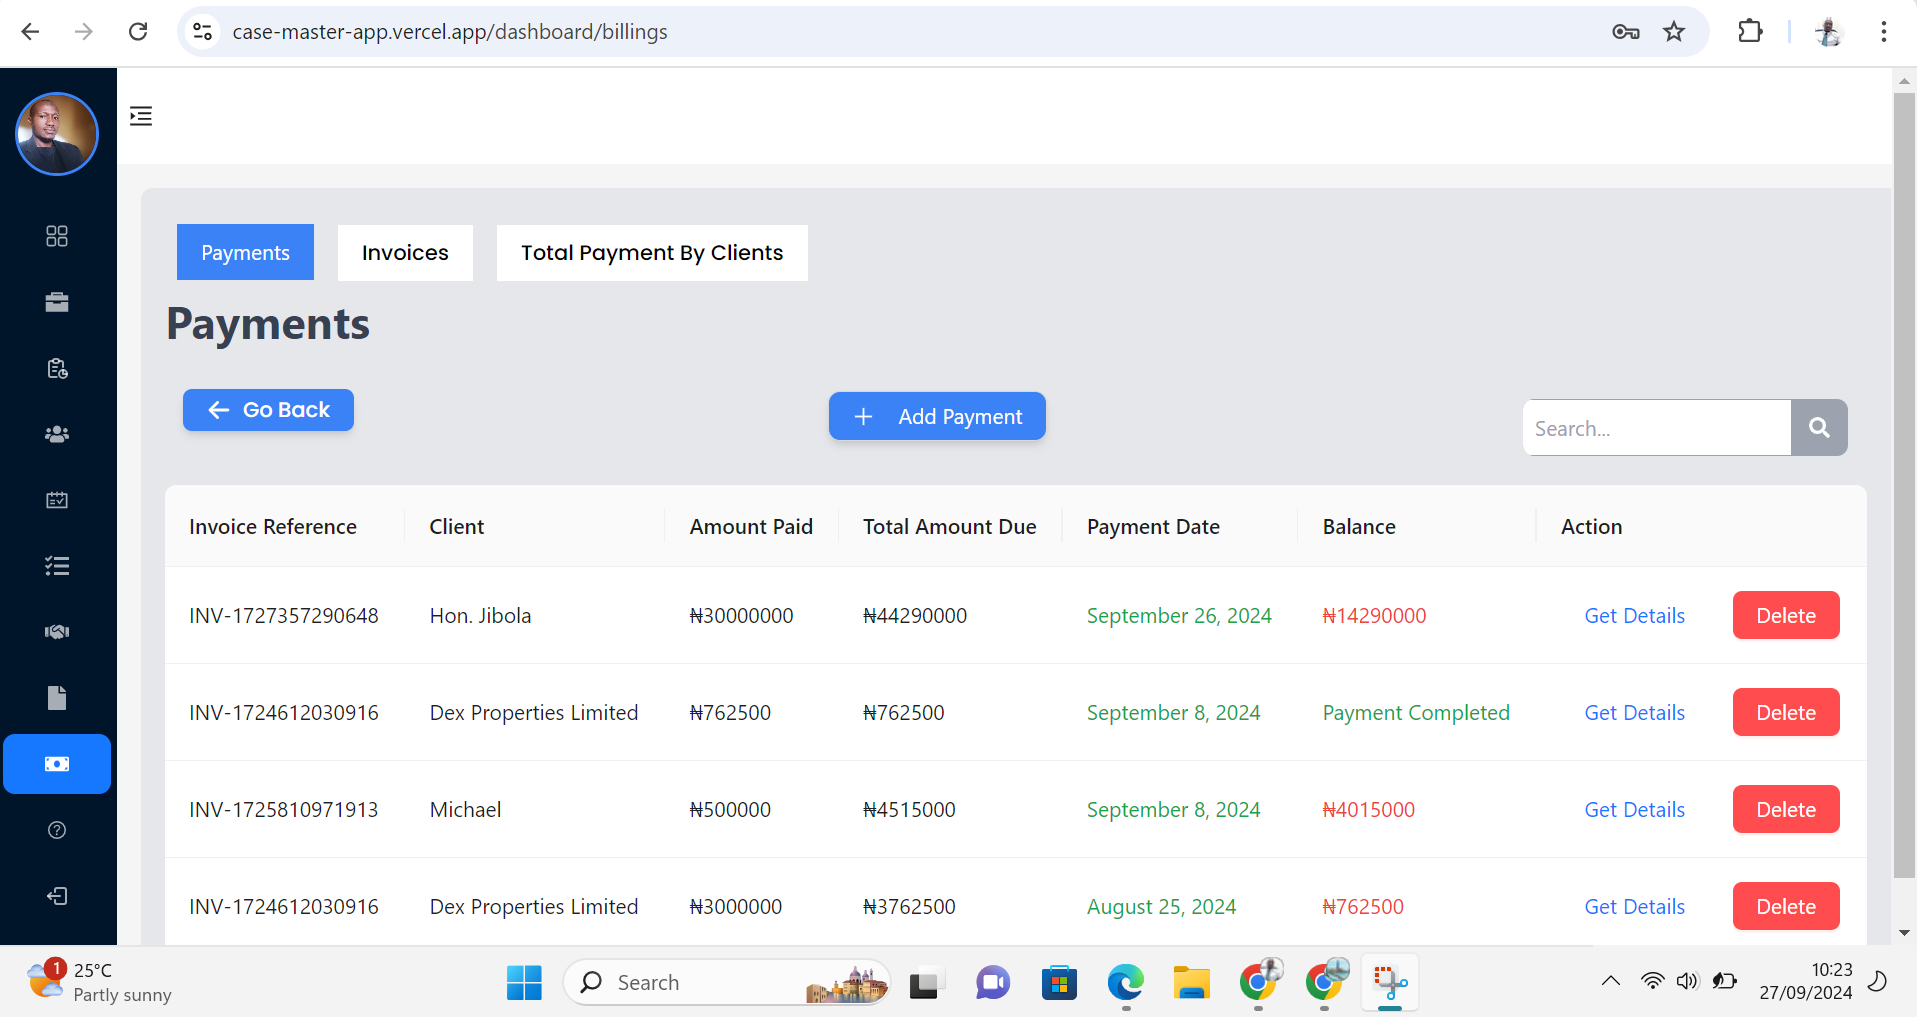 case-master-app.vercel.app/dashboard/billings
Payments
Invoices
Total Payment By Clients
Payments
Go Back
Add Payment
Search...
Invoice Reference Client Amount Paid Total Amount Due Payment Date Balance Action
INV-1727357290648 Hon. Jibola ₦30000000 ₦44290000 September 26, 2024 ₦14290000 Get Details Delete
INV-1724612030916 Dex Properties Limited ₦762500 ₦762500 September 8, 2024 Payment Completed Get Details Delete
INV-1725810971913 Michael ₦500000 ₦4515000 September 8, 2024 ₦4015000 Get Details Delete
INV-1724612030916 Dex Properties Limited ₦3000000 ₦3762500 August 25, 2024 ₦762500 Get Details Delete
1
25°C
Partly sunny
Search
10:23
27/09/2024